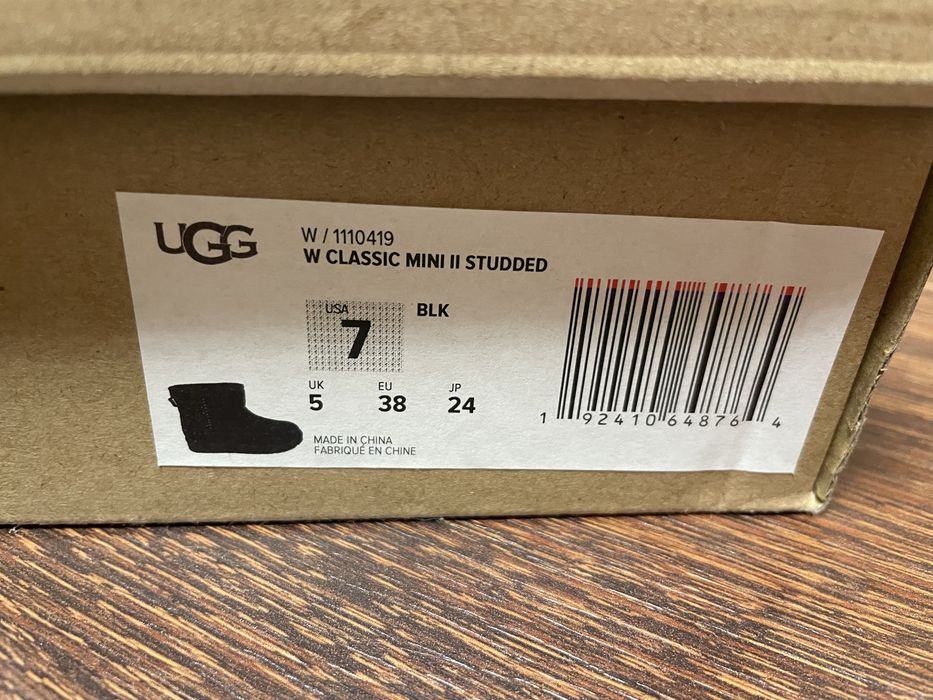 UGG
W / 1110419
W CLASSIC MINI II STUDDED
USA
7
BLK
UK
5
EU
38
JP
24
MADE IN CHINA
FABRIQUÉ EN CHINE
1 92410 64876 4